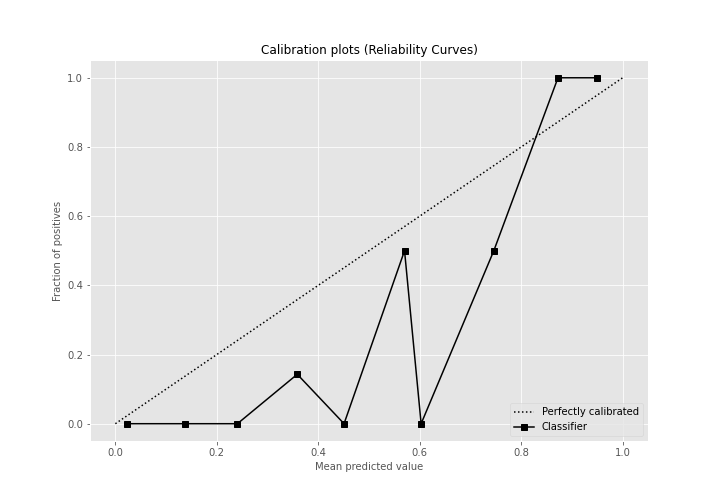 Calibration plots (Reliability Curves)
1.0
0.8
0.6
0.4
0.2
0.0
Fraction of positives
0.0 0.2 0.4 0.6 0.8 1.0
Mean predicted value
Perfectly calibrated
Classifier